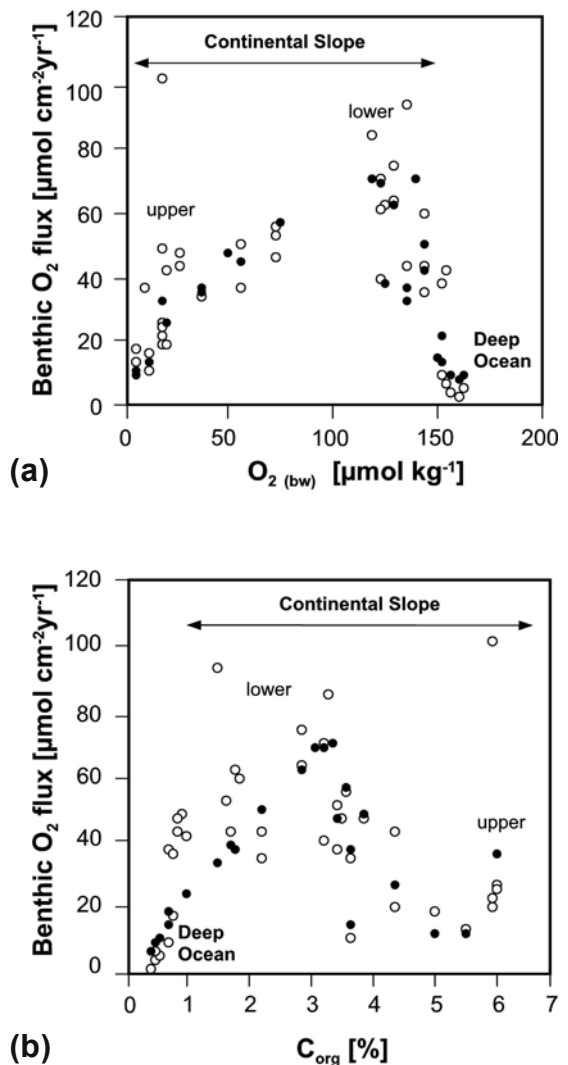 120
Continental Slope
100
lower
80
upper
60
40
20
Deep
Ocean
0
0 50 100 150 200
Benthic O₂ flux [µmol cm⁻²yr⁻¹]
(a)
O₂ (bw) [µmol kg⁻¹]
120
Continental Slope
100
lower
80
60
upper
40
20
Deep
Ocean
0
0 1 2 3 4 5 6 7
Benthic O₂ flux [µmol cm⁻²yr⁻¹]
(b)
C_org [%]